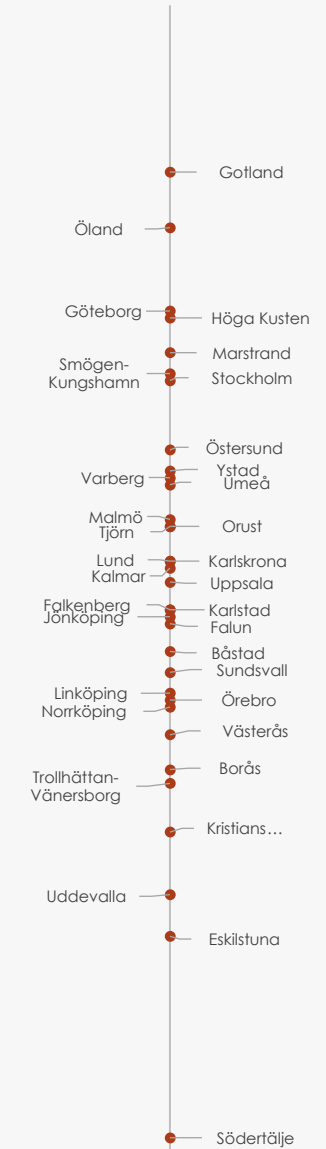 Gotland
Öland
Göteborg
Höga Kusten
Marstrand
Smögen-
Kungshamn
Stockholm
Östersund
Ystad
Varberg
Umeå
Malmö
Tjörn
Orust
Lund
Karlskrona
Kalmar
Uppsala
Falkenberg
Karlstad
Jönköping
Falun
Båstad
Sundsvall
Linköping
Örebro
Norrköping
Västerås
Borås
Trollhättan-
Vänersborg
Kristians...
Uddevalla
Eskilstuna
Södertälje